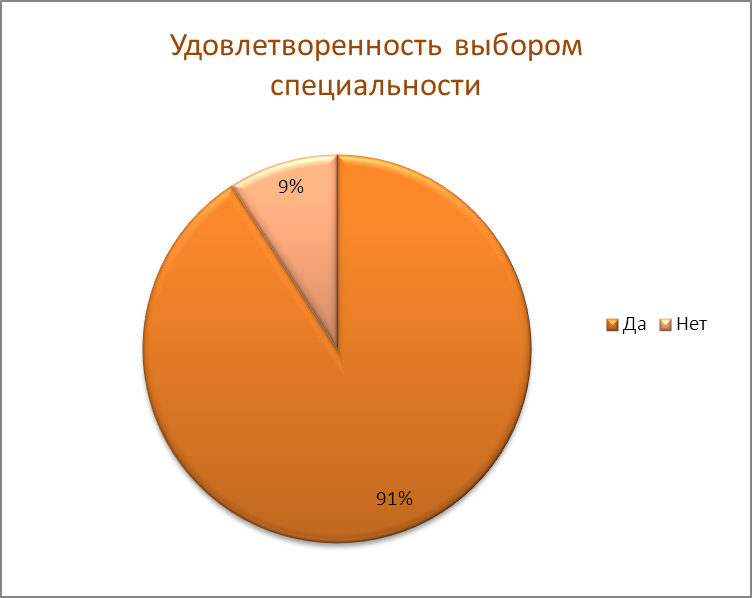 Удовлетворенность выбором
специальности
9%
Да Нет
91%